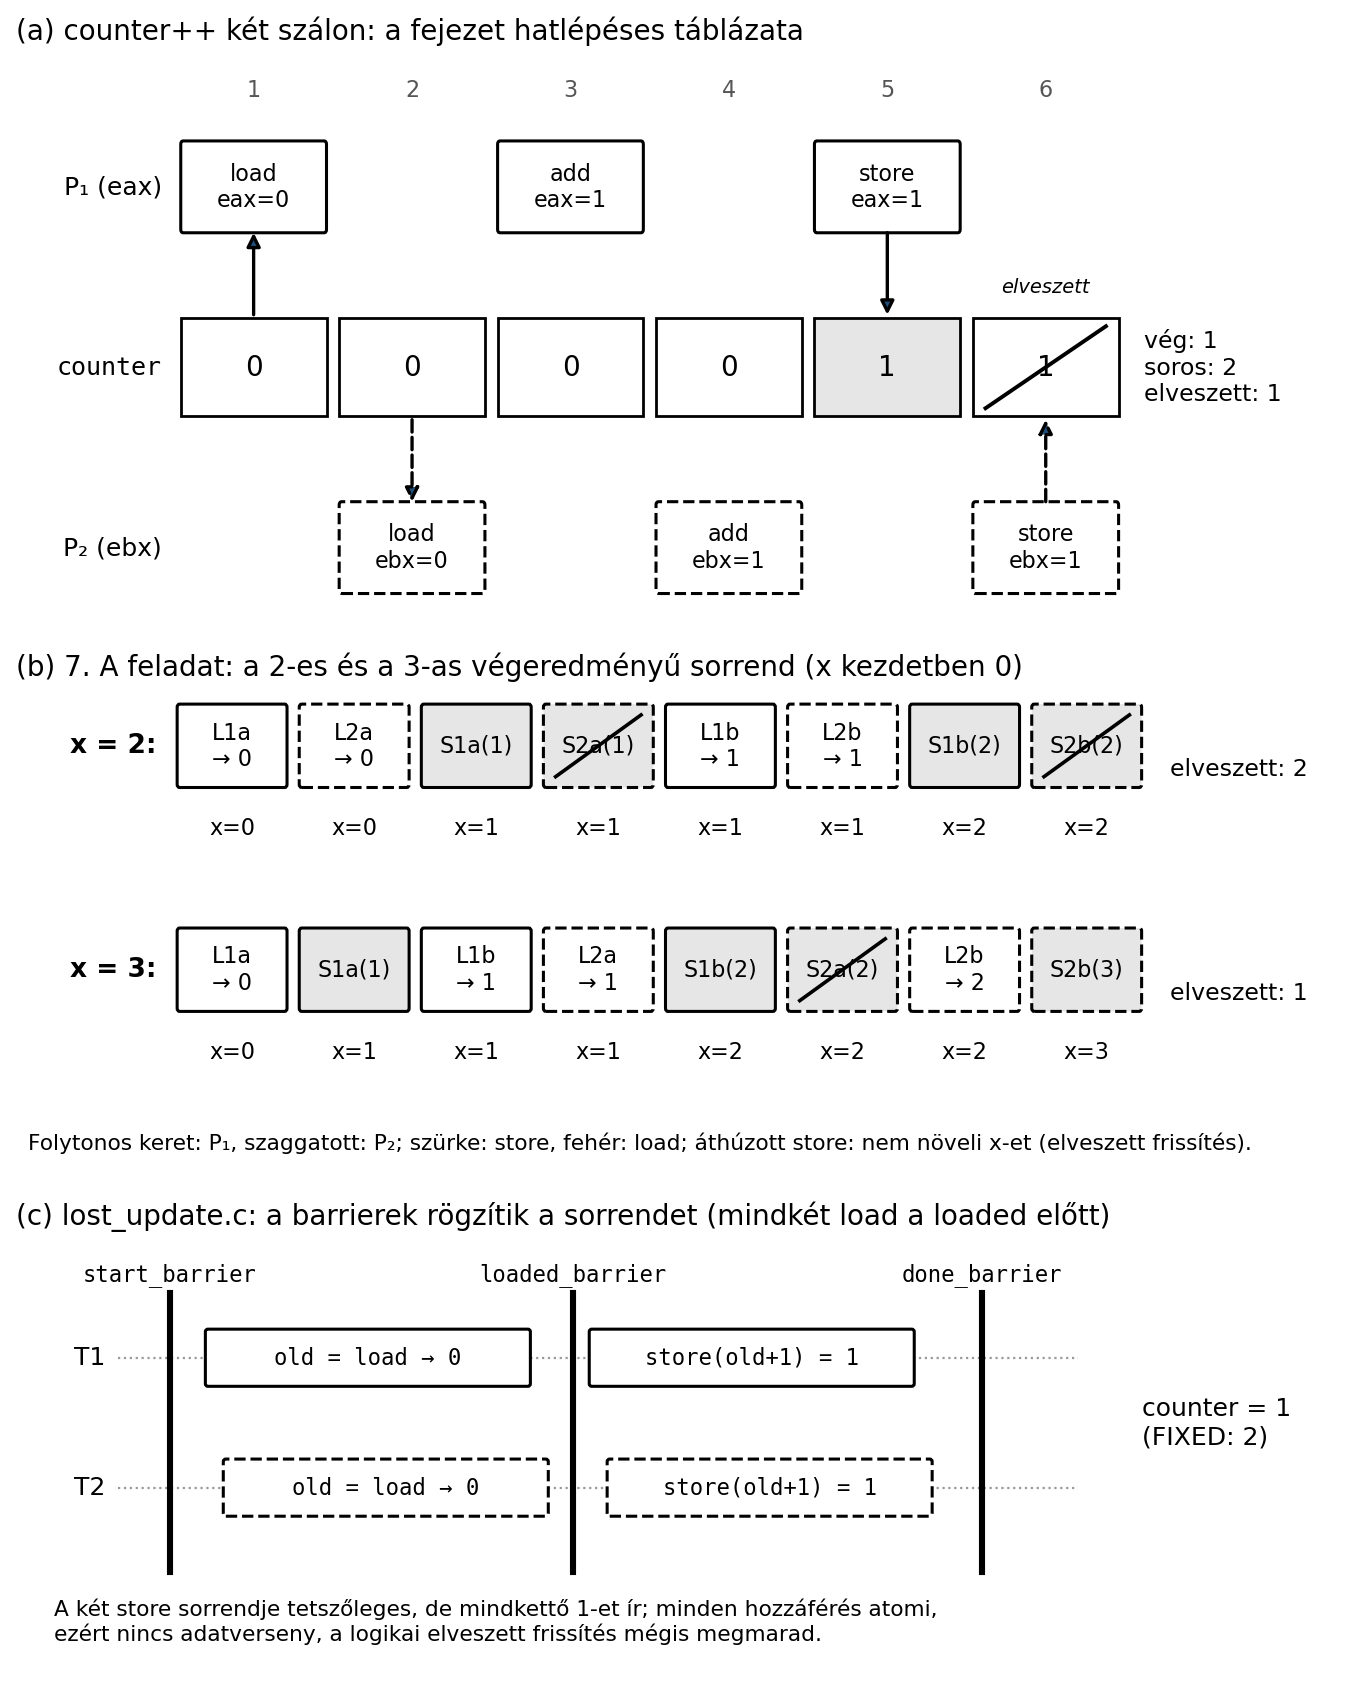 (a) counter++ két szálon: a fejezet hatlépéses táblázata
1 2 3 4 5 6
P₁ (eax)
load
eax=0
add
eax=1
store
eax=1
elveszett
counter
0 0 0 0 1 1
vég: 1
soros: 2
elveszett: 1
P₂ (ebx)
load
ebx=0
add
ebx=1
store
ebx=1
(b) 7. A feladat: a 2-es és a 3-as végeredményű sorrend (x kezdetben 0)
x = 2:
L1a
→ 0
L2a
→ 0
S1a(1)
S2a(1)
L1b
→ 1
L2b
→ 1
S1b(2)
S2b(2)
elveszett: 2
x=0 x=0 x=1 x=1 x=1 x=1 x=2 x=2
x = 3:
L1a
→ 0
S1a(1)
L1b
→ 1
L2a
→ 1
S1b(2)
S2a(2)
L2b
→ 2
S2b(3)
elveszett: 1
x=0 x=1 x=1 x=1 x=2 x=2 x=2 x=3
Folytonos keret: P₁, szaggatott: P₂; szürke: store, fehér: load; áthúzott store: nem növeli x-et (elveszett frissítés).
(c) lost_update.c: a barrierek rögzítik a sorrendet (mindkét load a loaded előtt)
start_barrier loaded_barrier done_barrier
T1
old = load → 0
store(old+1) = 1
counter = 1
(FIXED: 2)
T2
old = load → 0
store(old+1) = 1
A két store sorrendje tetszőleges, de mindkettő 1-et ír; minden hozzáférés atomi,
ezért nincs adatverseny, a logikai elveszett frissítés mégis megmarad.